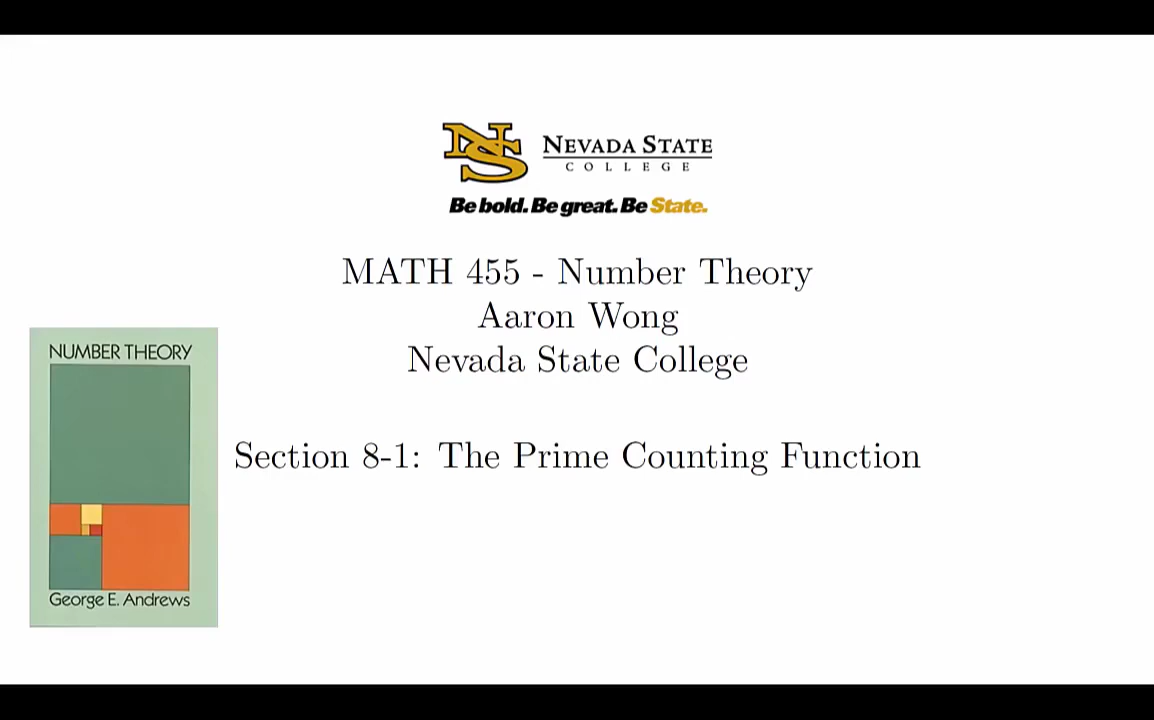 NS
NEVADA STATE
COLLEGE
Be bold. Be great. Be State.
MATH 455 - Number Theory
Aaron Wong
Nevada State College
Section 8-1: The Prime Counting Function
NUMBER THEORY
George E. Andrews